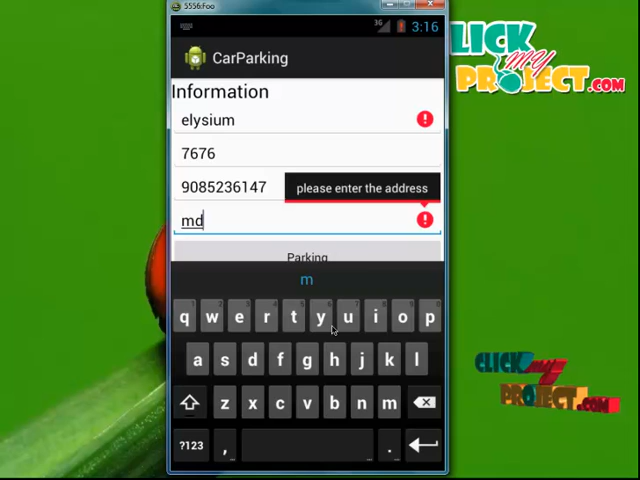 5556:Foo
3G 3:16
CarParking
Information
elysium
7676
9085236147
please enter the address
md
Parking
m
q w e r t y u i o p
a s d f g h j k l
z x c v b n m
?123 , .
CLICK
My
PROJECT.COM
CLICK
My
PROJECT.COM